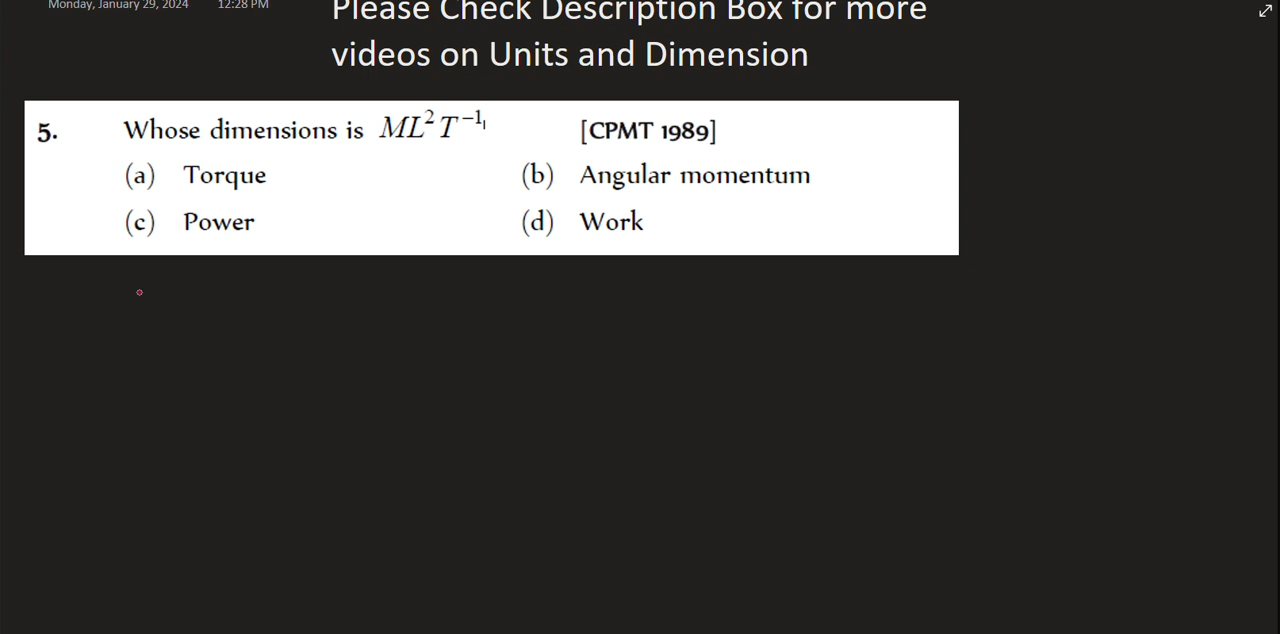 Monday, January 29, 2024 12:28 PM
Please Check Description Box for more
videos on Units and Dimension
5. Whose dimensions is ML²T⁻¹ [CPMT 1989]
(a) Torque (b) Angular momentum
(c) Power (d) Work